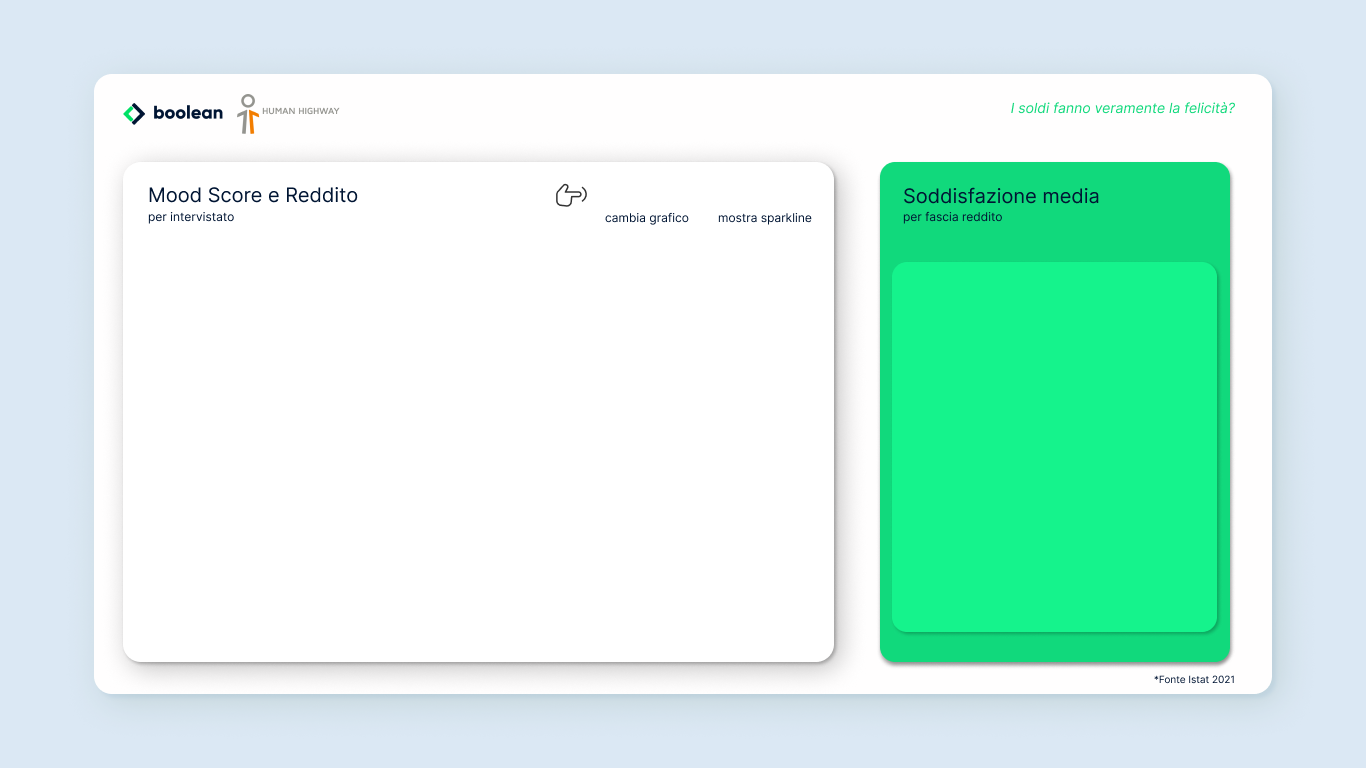 boolean
HUMAN HIGHWAY
I soldi fanno veramente la felicità?
Mood Score e Reddito
per intervistato
cambia grafico
mostra sparkline
Soddisfazione media
per fascia reddito
*Fonte Istat 2021